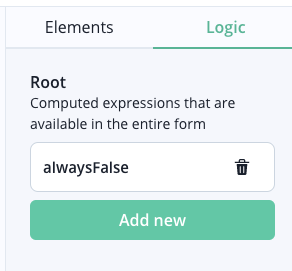 Elements Logic
Root
Computed expressions that are
available in the entire form
alwaysFalse
Add new